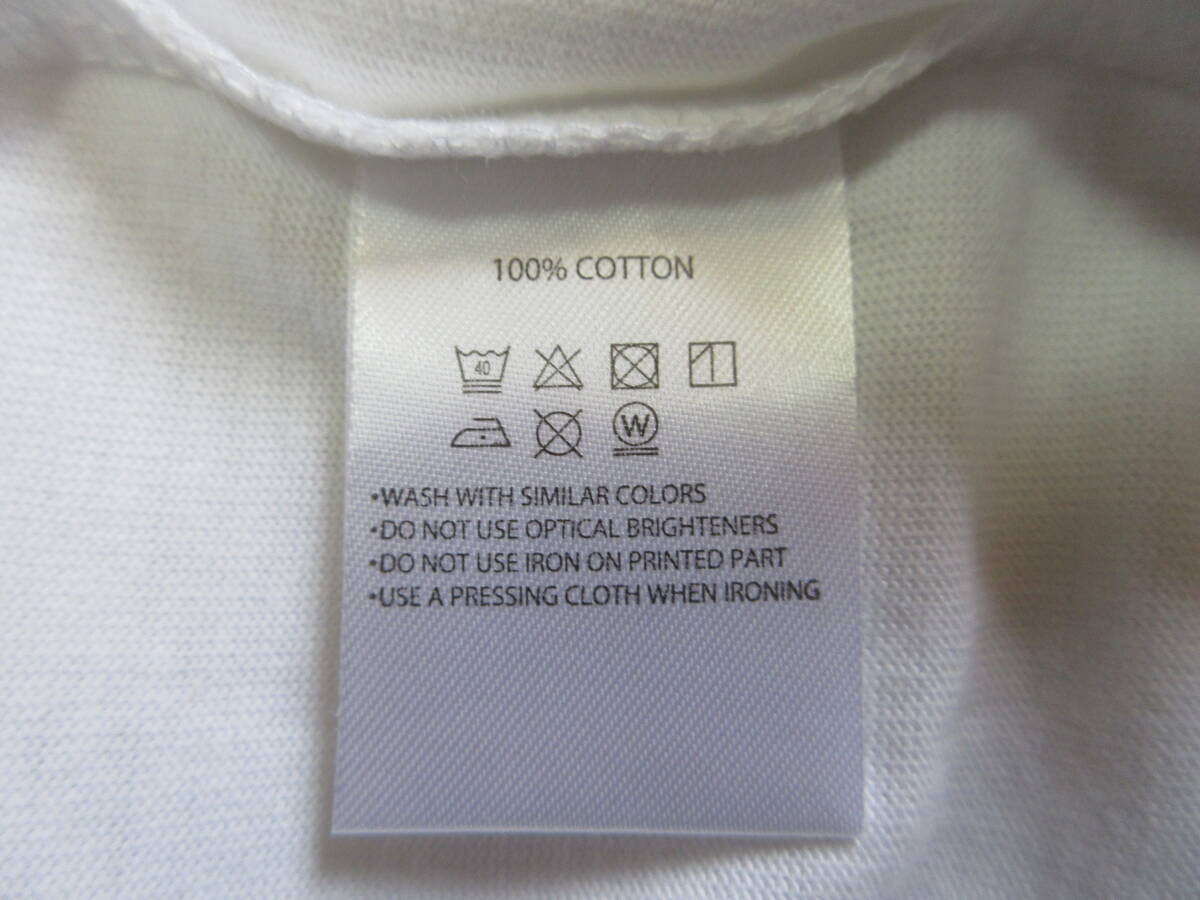 100% COTTON
40
W
•WASH WITH SIMILAR COLORS
•DO NOT USE OPTICAL BRIGHTENERS
•DO NOT USE IRON ON PRINTED PART
•USE A PRESSING CLOTH WHEN IRONING